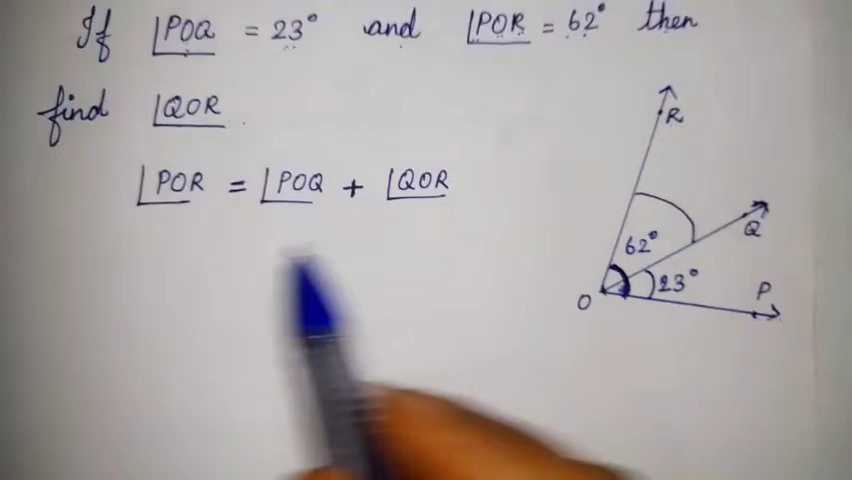 If ∠POQ = 23° and ∠POR = 62° then
find ∠QOR.
∠POR = ∠POQ + ∠QOR
R
Q
62°
23°
P
O